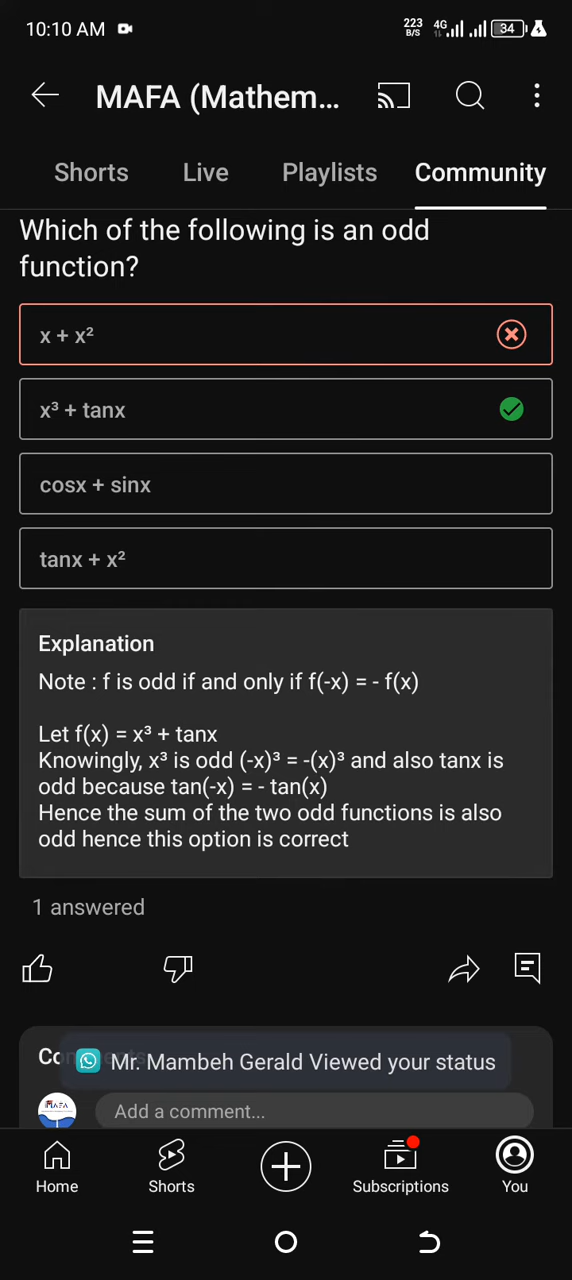 10:10 AM
223 B/S 4G 34
MAFA (Mathem...
Shorts Live Playlists Community
Which of the following is an odd
function?
x + x²
x³ + tanx
cosx + sinx
tanx + x²
Explanation
Note : f is odd if and only if f(-x) = - f(x)
Let f(x) = x³ + tanx
Knowingly, x³ is odd (-x)³ = -(x)³ and also tanx is
odd because tan(-x) = - tan(x)
Hence the sum of the two odd functions is also
odd hence this option is correct
1 answered
Mr. Mambeh Gerald Viewed your status
MAFA
Add a comment...
Home Shorts Subscriptions You